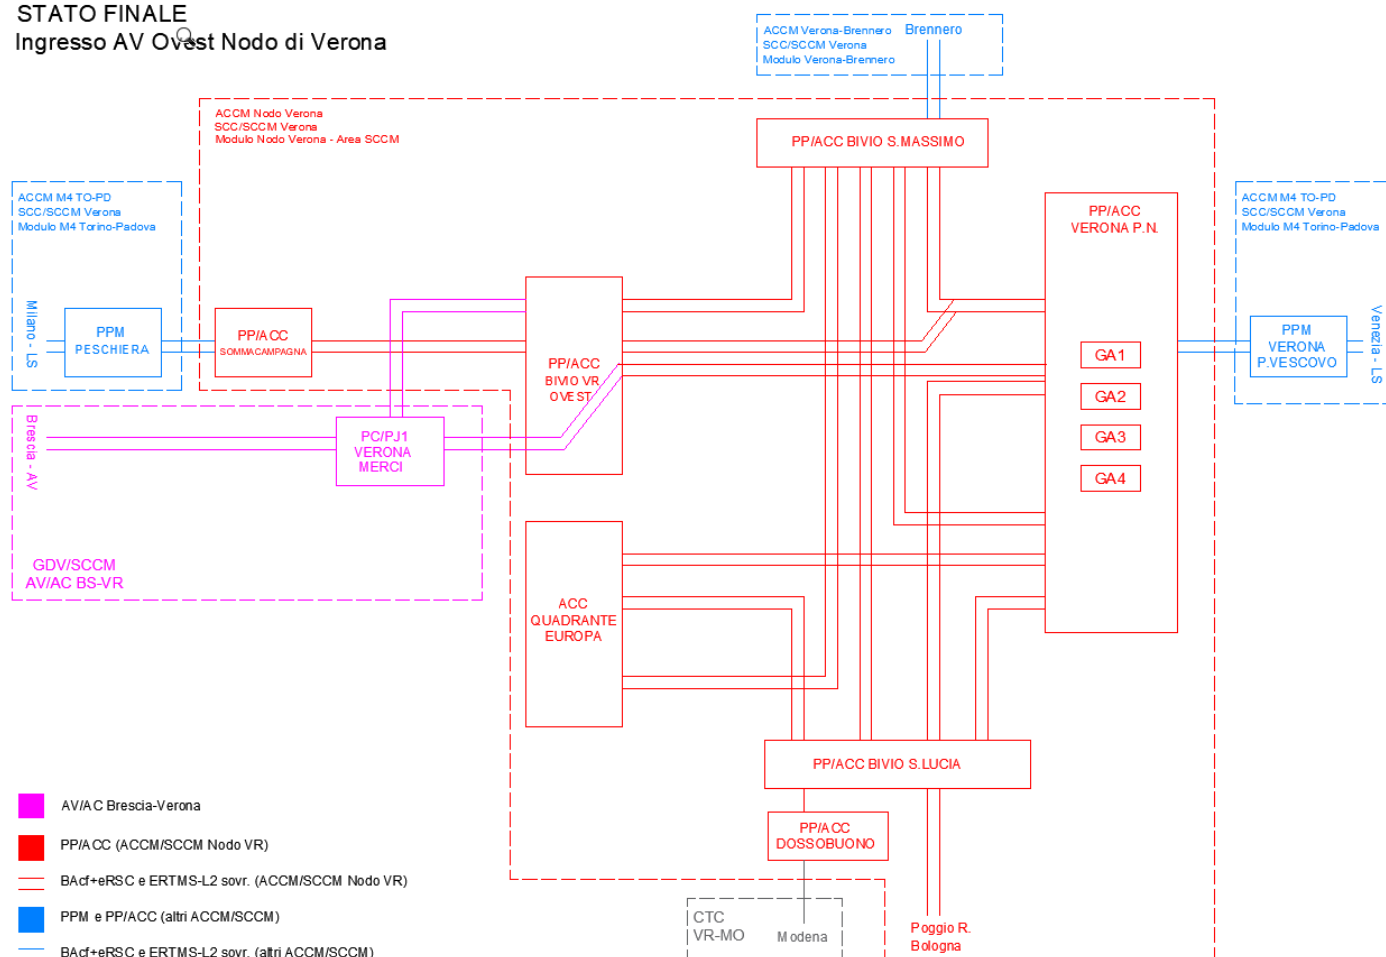 STATO FINALE
Ingresso AV Ovest Nodo di Verona
ACCM Verona-Brennero
SCC/SCCM Verona
Modulo Verona-Brennero
Brennero
ACCM Nodo Verona
SCC/SCCM Verona
Modulo Nodo Verona - Area SCCM
PP/ACC BIVIO S.MASSIMO
ACCM M4 TO-PD
SCC/SCCM Verona
Modulo M4 Torino-Padova
Milano - LS
PPM
PESCHIERA
PP/ACC
SOMMACAMPAGNA
PP/ACC
BIVIO VR
OVEST
PP/ACC
VERONA P.N.
GA1
GA2
GA3
GA4
ACCM M4 TO-PD
SCC/SCCM Verona
Modulo M4 Torino-Padova
PPM
VERONA
P.VESCOVO
Venezia - LS
Brescia - AV
PC/PJ1
VERONA
MERCI
GDV/SCCM
AV/AC BS-VR
ACC
QUADRANTE
EUROPA
PP/ACC BIVIO S.LUCIA
PP/ACC
DOSSOBUONO
CTC
VR-MO
Modena
Poggio R.
Bologna
AV/AC Brescia-Verona
PP/ACC (ACCM/SCCM Nodo VR)
BAcf+eRSC e ERTMS-L2 sovr. (ACCM/SCCM Nodo VR)
PPM e PP/ACC (altri ACCM/SCCM)
BAcf+eRSC e ERTMS-L2 sovr. (altri ACCM/SCCM)